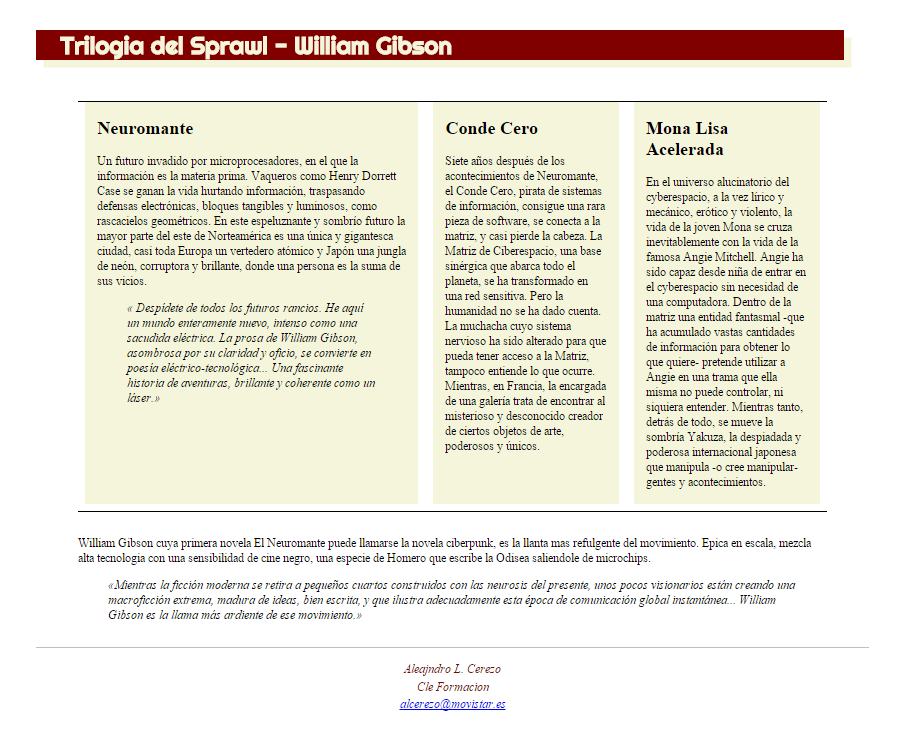 Trilogia del Sprawl - William Gibson
Neuromante
Un futuro invadido por microprocesadores, en el que la
información es la materia prima. Vaqueros como Henry Dorrett
Case se ganan la vida hurtando información, traspasando
defensas electrónicas, bloques tangibles y luminosos, como
rascacielos geométricos. En este espeluznante y sombrío futuro la
mayor parte del este de Norteamérica es una única y gigantesca
ciudad, casi toda Europa un vertedero atómico y Japón una jungla
de neón, corruptora y brillante, donde una persona es la suma de
sus vicios.
« Despídete de todos los futuros rancios. He aquí
un mundo enteramente nuevo, intenso como una
sacudida eléctrica. La prosa de William Gibson,
asombrosa por su claridad y oficio, se convierte en
poesía eléctrico-tecnológica... Una fascinante
historia de aventuras, brillante y coherente como un
láser.»
Conde Cero
Siete años después de los
acontecimientos de Neuromante,
el Conde Cero, pirata de sistemas
de información, consigue una rara
pieza de software, se conecta a la
matriz, y casi pierde la cabeza. La
Matriz de Ciberespacio, una base
sinérgica que abarca todo el
planeta, se ha transformado en
una red sensitiva. Pero la
humanidad no se ha dado cuenta.
La muchacha cuyo sistema
nervioso ha sido alterado para que
pueda tener acceso a la Matriz,
tampoco entiende lo que ocurre.
Mientras, en Francia, la encargada
de una galería trata de encontrar al
misterioso y desconocido creador
de ciertos objetos de arte,
poderosos y únicos.
Mona Lisa
Acelerada
En el universo alucinatorio del
cyberespacio, a la vez lírico y
mecánico, erótico y violento, la
vida de la joven Mona se cruza
inevitablemente con la vida de la
famosa Angie Mitchell. Angie ha
sido capaz desde niña de entrar en
el cyberespacio sin necesidad de
una computadora. Dentro de la
matriz una entidad fantasmal -que
ha acumulado vastas cantidades
de información para obtener lo
que quiere- pretende utilizar a
Angie en una trama que ella
misma no puede controlar, ni
siquiera entender. Mientras tanto,
detrás de todo, se mueve la
sombría Yakuza, la despiadada y
poderosa internacional japonesa
que manipula -o cree manipular-
gentes y acontecimientos.
William Gibson cuya primera novela El Neuromante puede llamarse la novela ciberpunk, es la llanta mas refulgente del movimiento. Epica en escala, mezcla
alta tecnologia con una sensibilidad de cine negro, una especie de Homero que escribe la Odisea saliendole de microchips.
«Mientras la ficción moderna se retira a pequeños cuartos construidos con las neurosis del presente, unos pocos visionarios están creando una
macroficción extrema, madura de ideas, bien escrita, y que ilustra adecuadamente esta época de comunicación global instantánea... William
Gibson es la llama más ardiente de ese movimiento.»
Aleajndro L. Cerezo
Cle Formacion
alcerezo@movistar.es